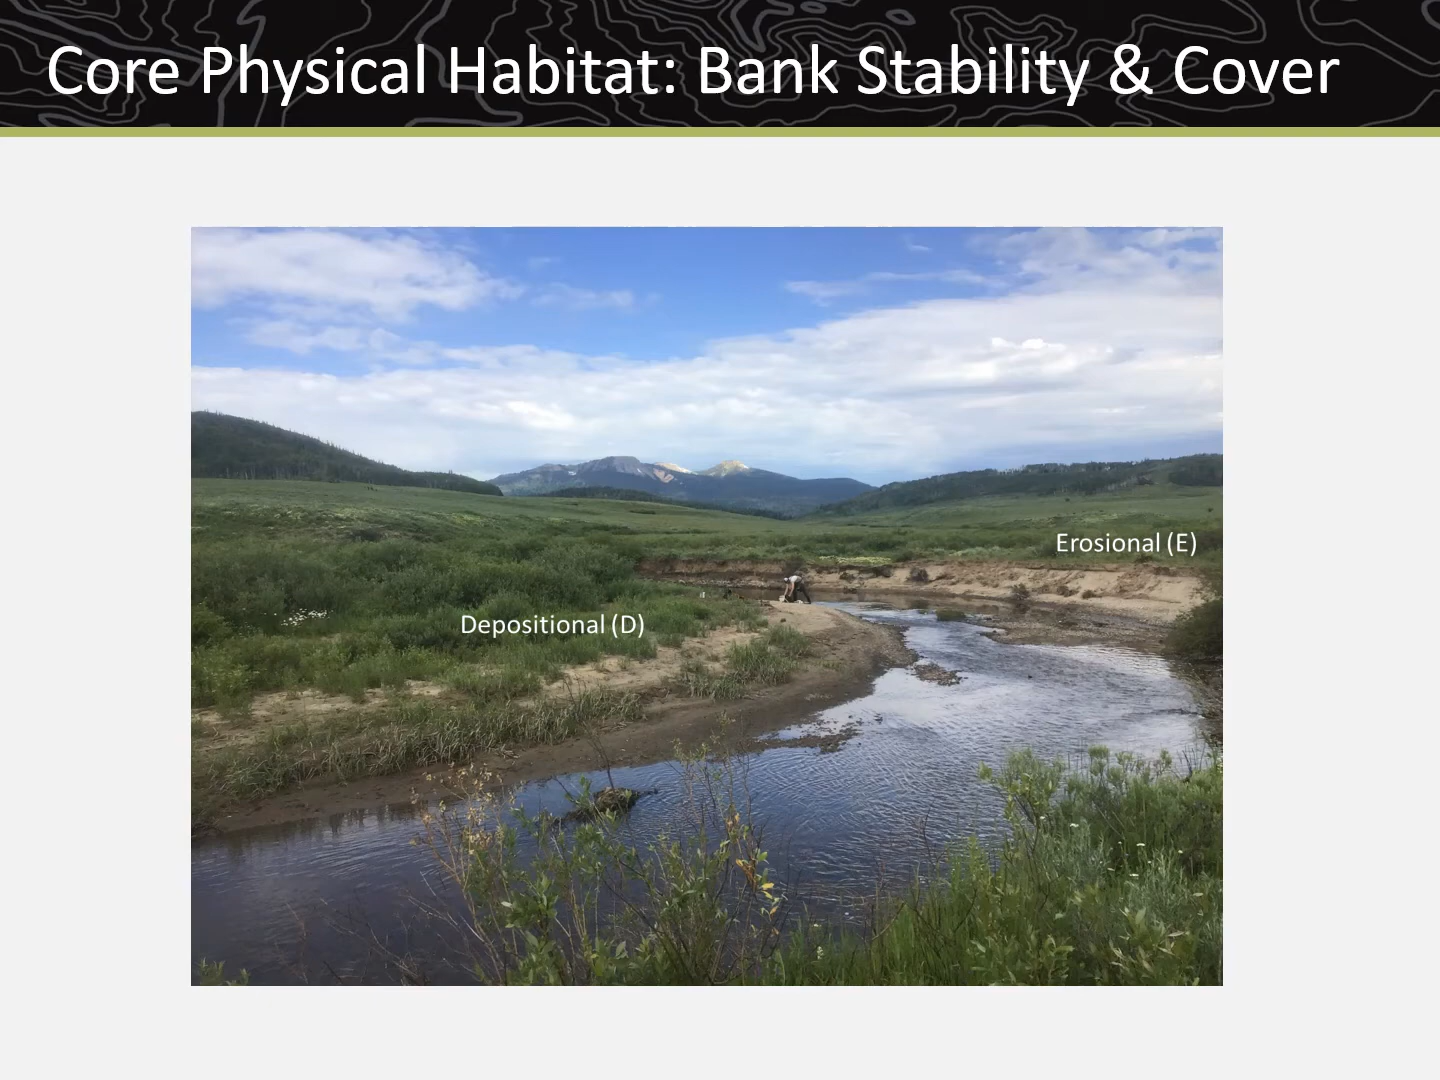 Core Physical Habitat: Bank Stability & Cover
Erosional (E)
Depositional (D)